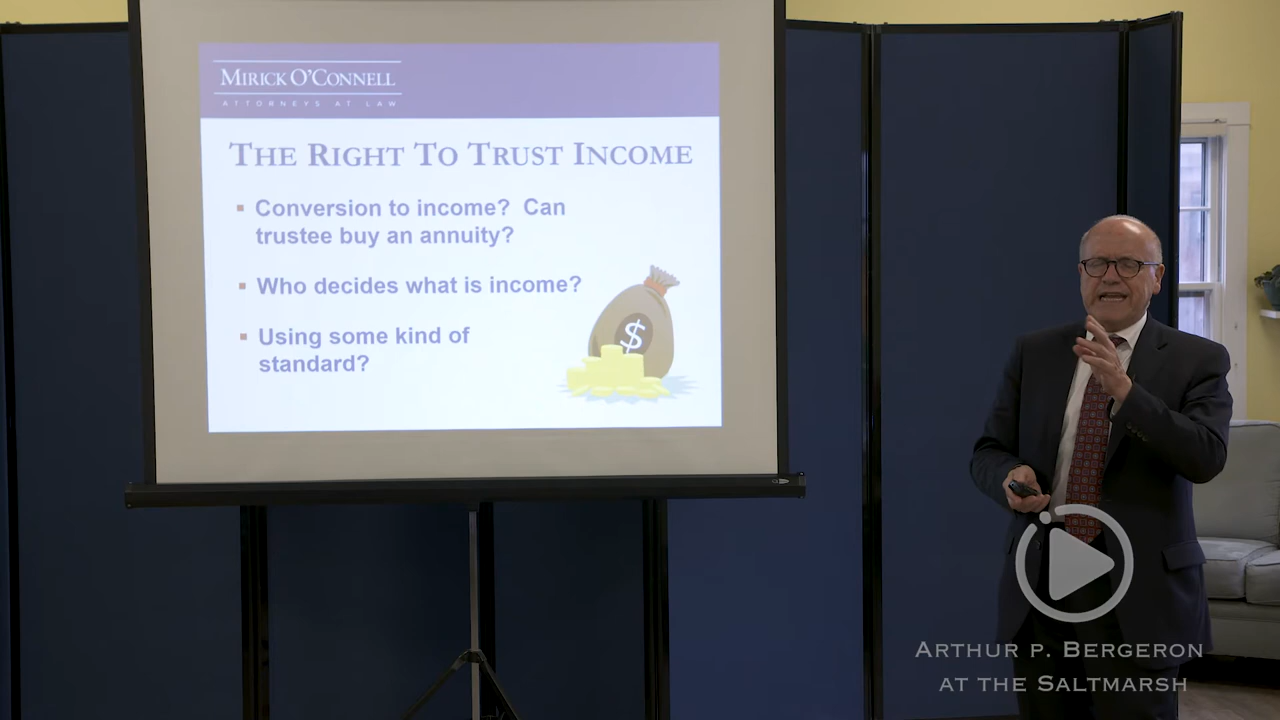 MIRICK O'CONNELL
ATTORNEYS AT LAW
THE RIGHT TO TRUST INCOME
▪ Conversion to income? Can
trustee buy an annuity?
▪ Who decides what is income?
▪ Using some kind of
standard?
$
ARTHUR P. BERGERON
AT THE SALTMARSH